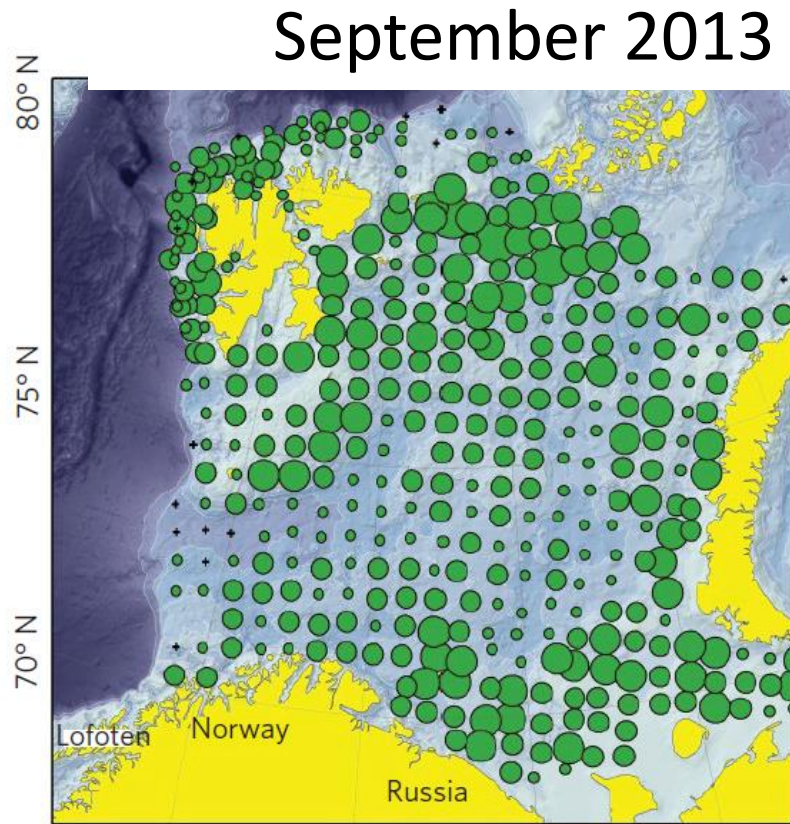 September 2013
80° N
75° N
70° N
Lofoten
Norway
Russia